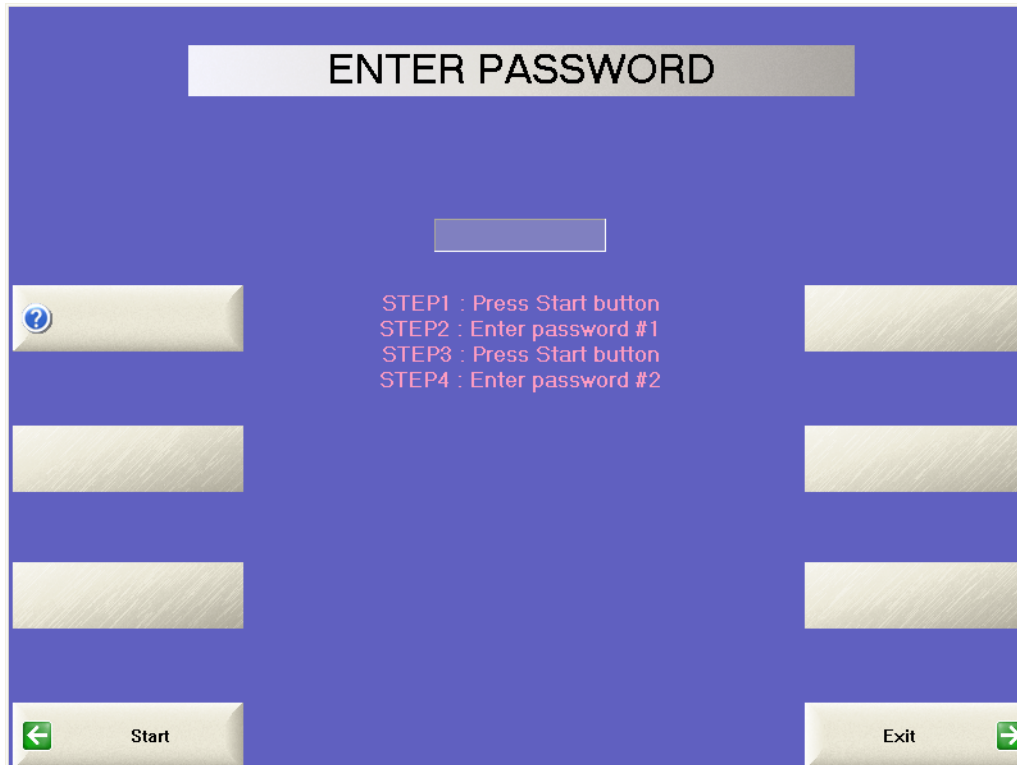 ENTER PASSWORD
STEP1 : Press Start button
STEP2 : Enter password #1
STEP3 : Press Start button
STEP4 : Enter password #2
Start
Exit